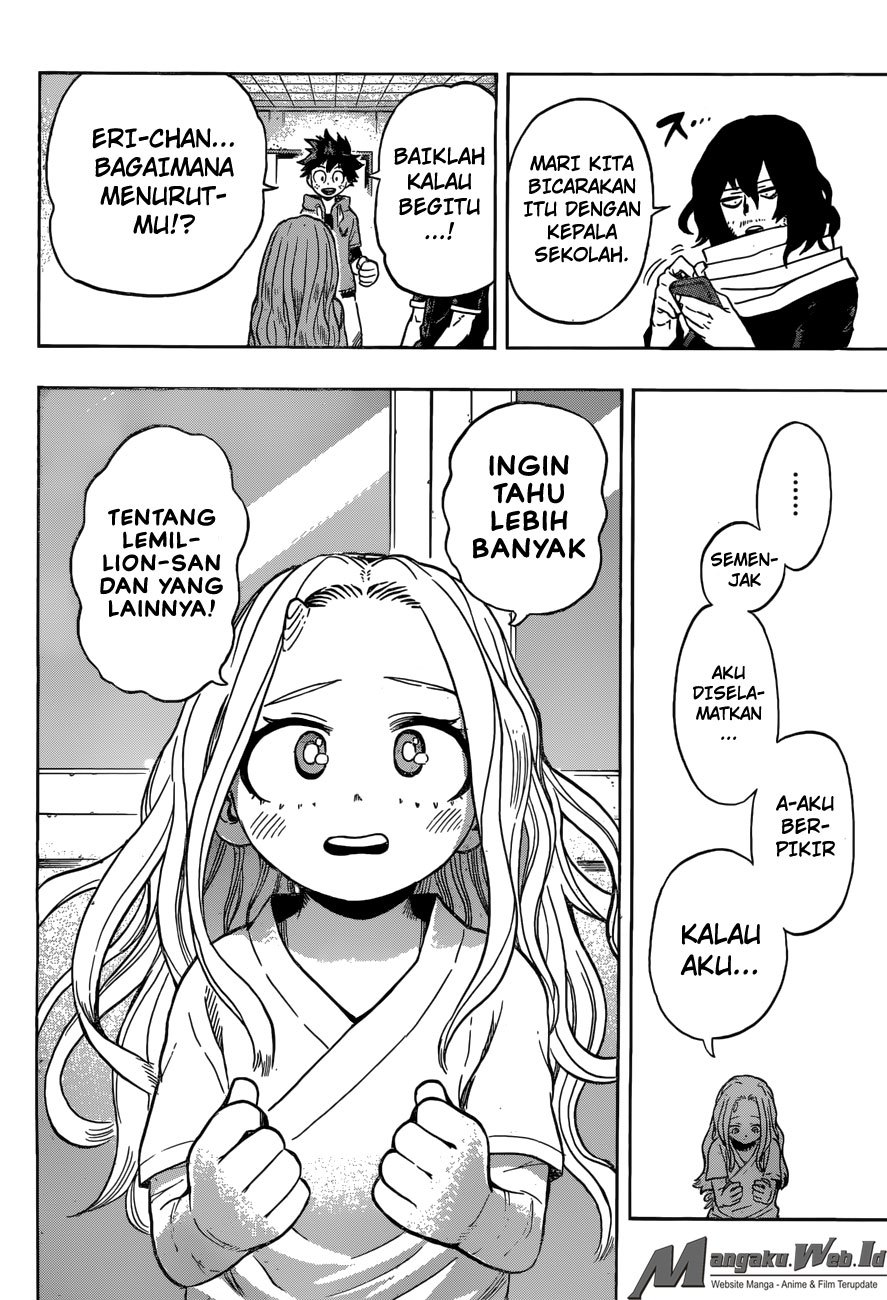 MARI KITA
BICARAKAN
ITU DENGAN
KEPALA
SEKOLAH.
ス…
BAIKLAH
KALAU
BEGITU
...!
ERI-CHAN...
BAGAIMANA
MENURUT-
MU!?
......
SEMEN-
JAK
AKU
DISELA-
MATKAN
...
A-AKU
BER-
PIKIR
KALAU
AKU...
INGIN
TAHU
LEBIH
BANYAK
TENTANG
LEMIL-
LION-SAN
DAN YANG
LAINNYA!
Mangaku.Web.Id
Website Manga - Anime & Film Terupdate